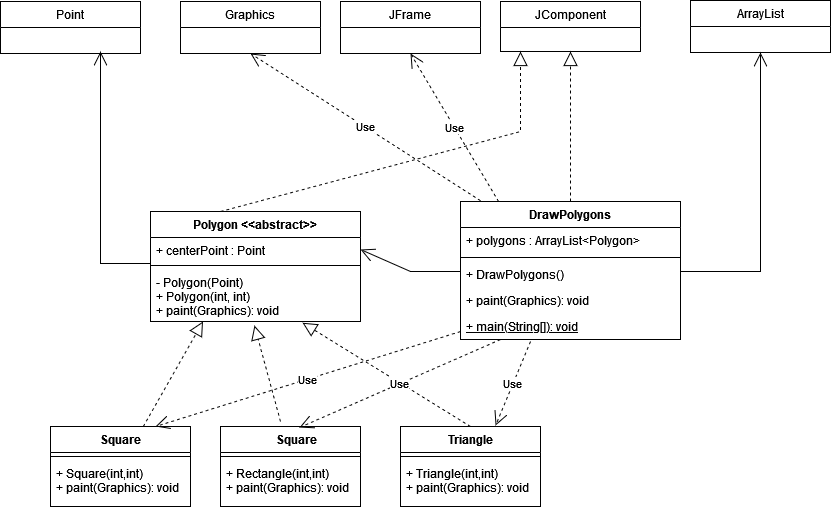 Point
Graphics
JFrame
JComponent
ArrayList
Use
Use
Polygon <<abstract>>
+ centerPoint : Point
- Polygon(Point)
+ Polygon(int, int)
+ paint(Graphics): void
DrawPolygons
+ polygons : ArrayList<Polygon>
+ DrawPolygons()
+ paint(Graphics): void
+ main(String[]): void
Use
Use
Use
Square
+ Square(int,int)
+ paint(Graphics): void
Square
+ Rectangle(int,int)
+ paint(Graphics): void
Triangle
+ Triangle(int,int)
+ paint(Graphics): void